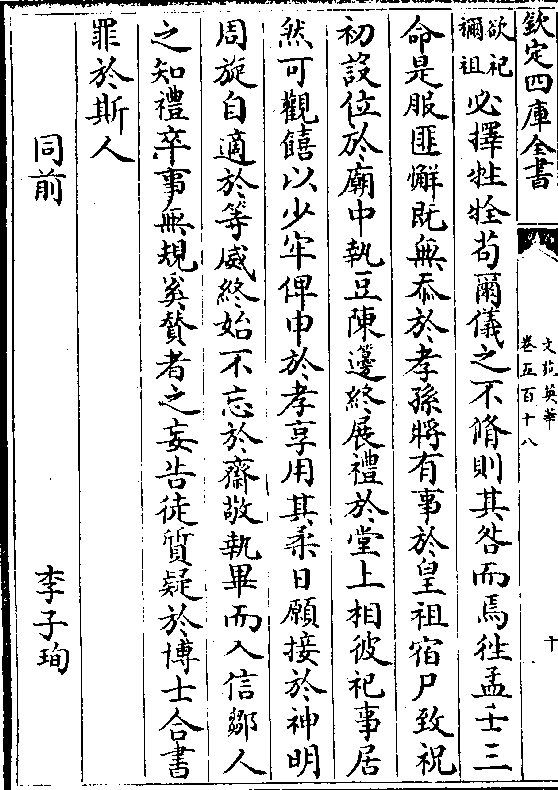 欽定四庫全書
文苑英華
卷五百十八
十
欲祀
禰祖
必擇牲牷苟爾儀之不脩則其咎而焉往孟壬三
命是服匪懈既無忝於孝孫將有事於皇祖宿尸致祝
初設位於廟中執豆陳籩終展禮於堂上相彼祀事居
然可觀饎以少牢俾申於孝享用其柔日願接於神明
周旋自適於等威終始不忘於齋敬執畢而入信鄒人
之知禮卒事無規奚贊者之妄告徒質疑於博士合書
罪於斯人
同前
李子珣